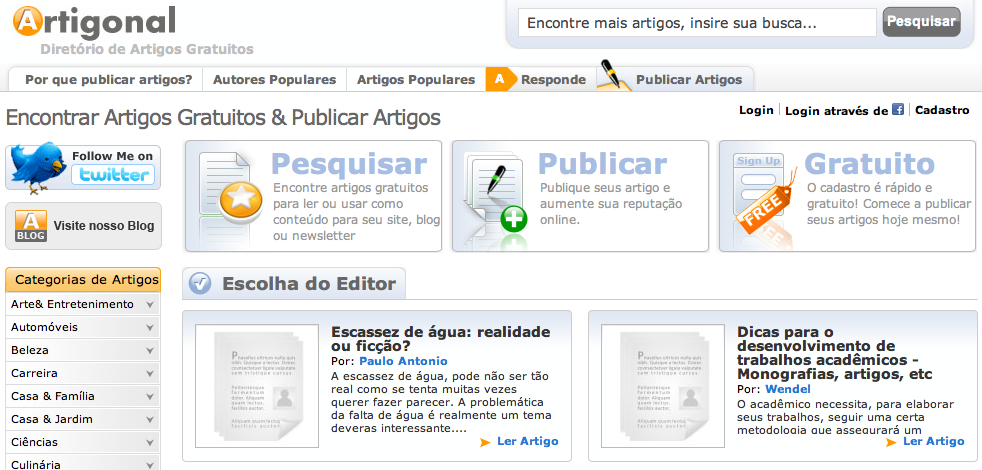 Artigonal
Diretório de Artigos Gratuitos
Encontre mais artigos, insire sua busca...
Pesquisar
Por que publicar artigos?
Autores Populares
Artigos Populares
A Responde
Publicar Artigos
Encontrar Artigos Gratuitos & Publicar Artigos
Login
Login através de f
Cadastro
Follow Me on
twitter
A
BLOG
Visite nosso Blog
Pesquisar
Encontre artigos gratuitos
para ler ou usar como
conteúdo para seu site, blog
ou newsletter
Publicar
Publique seu artigo e
aumente sua reputação
online.
Sign Up
FREE
Gratuito
O cadastro é rápido e
gratuito! Comece a publicar
seus artigos hoje mesmo!
Categorias de Artigos
Arte& Entretenimento
Automóveis
Beleza
Carreira
Casa & Família
Casa & Jardim
Ciências
Culinária
Escolha do Editor
Escassez de água: realidade
ou ficção?
Por: Paulo Antonio
A escassez de água, pode não ser tão
real como se tenta muitas vezes
querer fazer parecer. A problemática
da falta de água é realmente um tema
deveras interessante....
Ler Artigo
Dicas para o
desenvolvimento de
trabalhos acadêmicos -
Monografias, artigos, etc
Por: Wendel
O acadêmico necessita, para elaborar
seus trabalhos, seguir uma certa
metodologia que assegurará um
Ler Artigo